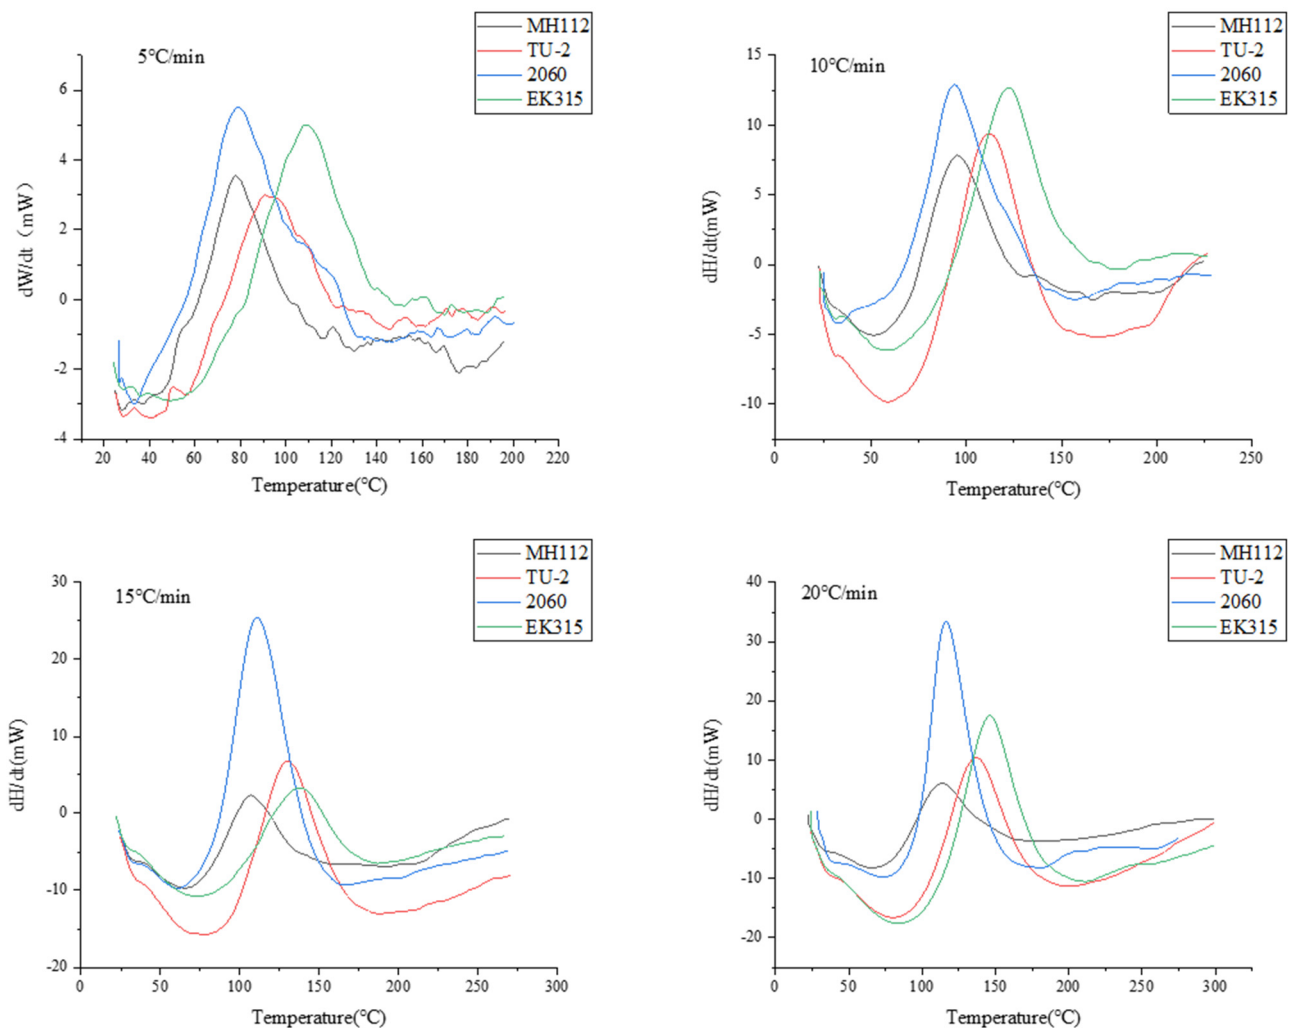 5°C/min
MH112
TU-2
2060
EK315
6
4
2
0
-2
-4
dW/dt（mW）
20 40 60 80 100 120 140 160 180 200 220
Temperature(°C)
10°C/min
MH112
TU-2
2060
EK315
15
10
5
0
-5
-10
dH/dt(mW)
0 50 100 150 200 250
Temperature(°C)
15°C/min
MH112
TU-2
2060
EK315
30
20
10
0
-10
-20
dH/dt(mW)
0 50 100 150 200 250 300
Temperature(°C)
20°C/min
MH112
TU-2
2060
EK315
40
30
20
10
0
-10
-20
dH/dt(mW)
0 50 100 150 200 250 300
Temperature(°C)